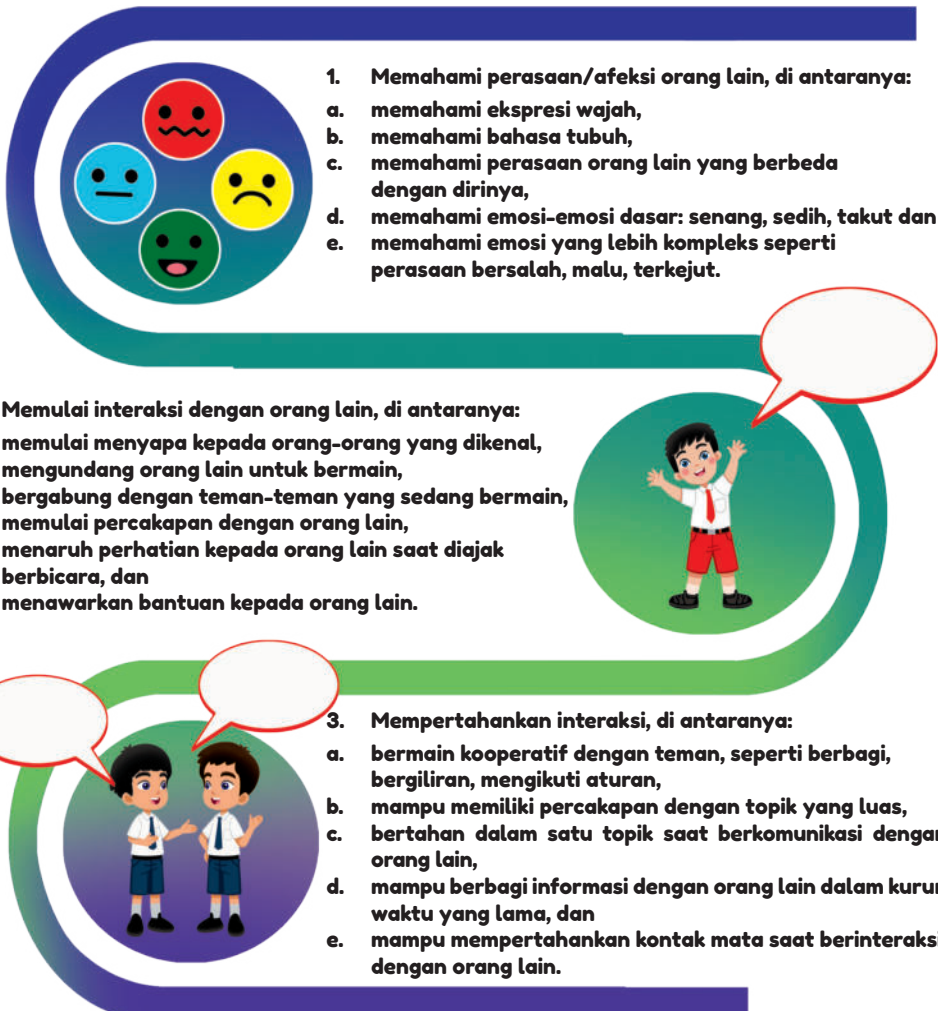 1. Memahami perasaan/afeksi orang lain, di antaranya:
a. memahami ekspresi wajah,
b. memahami bahasa tubuh,
c. memahami perasaan orang lain yang berbeda
dengan dirinya,
d. memahami emosi-emosi dasar: senang, sedih, takut dan
e. memahami emosi yang lebih kompleks seperti
perasaan bersalah, malu, terkejut.
Memulai interaksi dengan orang lain, di antaranya:
memulai menyapa kepada orang-orang yang dikenal,
mengundang orang lain untuk bermain,
bergabung dengan teman-teman yang sedang bermain,
memulai percakapan dengan orang lain,
menaruh perhatian kepada orang lain saat diajak
berbicara, dan
menawarkan bantuan kepada orang lain.
3. Mempertahankan interaksi, di antaranya:
a. bermain kooperatif dengan teman, seperti berbagi,
bergiliran, mengikuti aturan,
b. mampu memiliki percakapan dengan topik yang luas,
c. bertahan dalam satu topik saat berkomunikasi dengan
orang lain,
d. mampu berbagi informasi dengan orang lain dalam kurun
waktu yang lama, dan
e. mampu mempertahankan kontak mata saat berinteraksi
dengan orang lain.